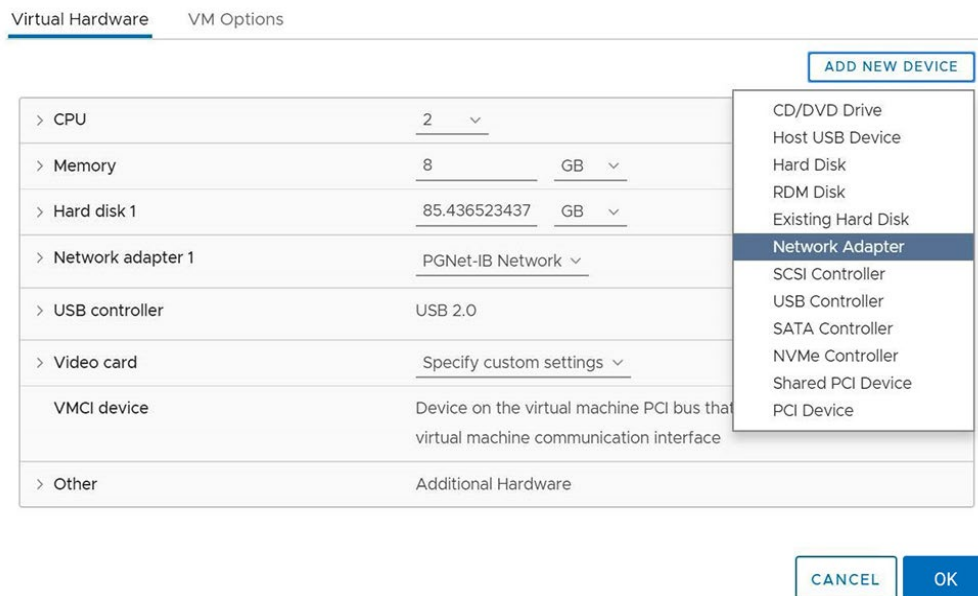 Virtual Hardware VM Options
ADD NEW DEVICE
CPU 2
Memory 8 GB
Hard disk 1 85.436523437 GB
Network adapter 1 PGNet-IB Network
USB controller USB 2.0
Video card Specify custom settings
VMCI device Device on the virtual machine PCI bus that
virtual machine communication interface
Other Additional Hardware
CD/DVD Drive
Host USB Device
Hard Disk
RDM Disk
Existing Hard Disk
Network Adapter
SCSI Controller
USB Controller
SATA Controller
NVMe Controller
Shared PCI Device
PCI Device
CANCEL OK